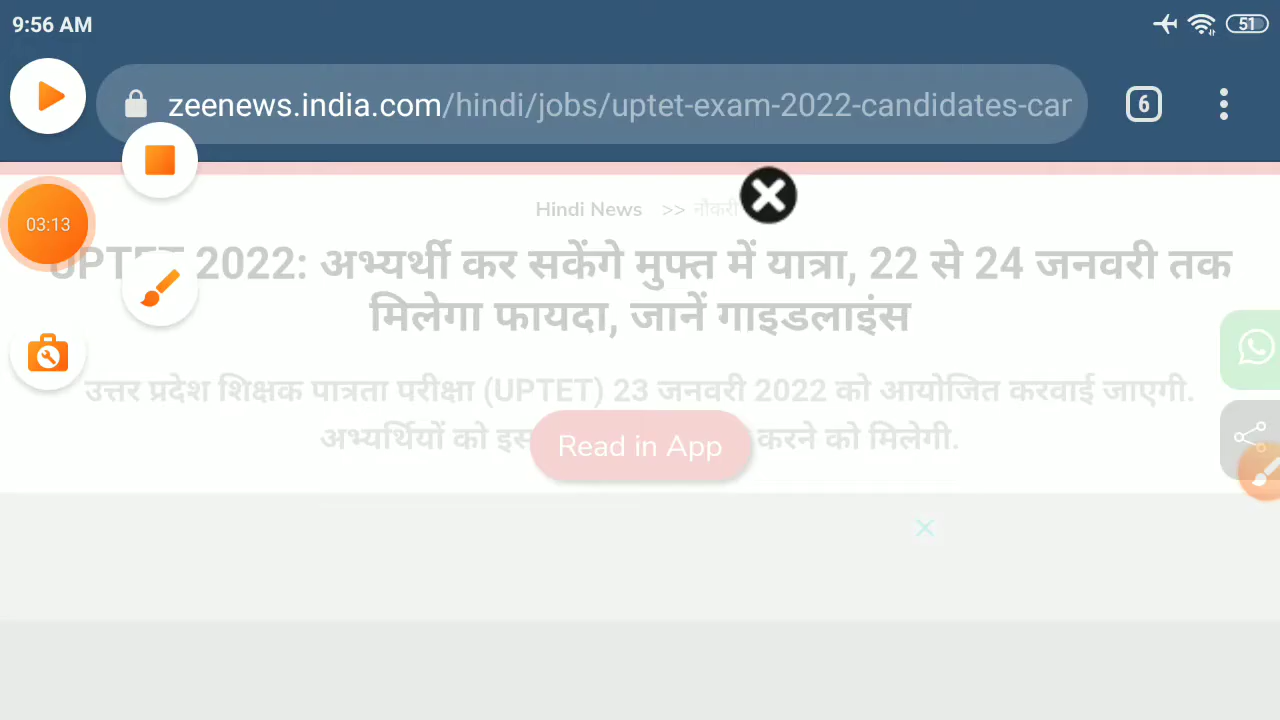 9:56 AM
51
zeenews.india.com/hindi/jobs/uptet-exam-2022-candidates-car
6
03:13
Hindi News >> नौकरी
UPTET 2022: अभ्यर्थी कर सकेंगे मुफ्त में यात्रा, 22 से 24 जनवरी तक
मिलेगा फायदा, जानें गाइडलाइंस
उत्तर प्रदेश शिक्षक पात्रता परीक्षा (UPTET) 23 जनवरी 2022 को आयोजित करवाई जाएगी.
अभ्यर्थियों को इस करने को मिलेगी.
Read in App